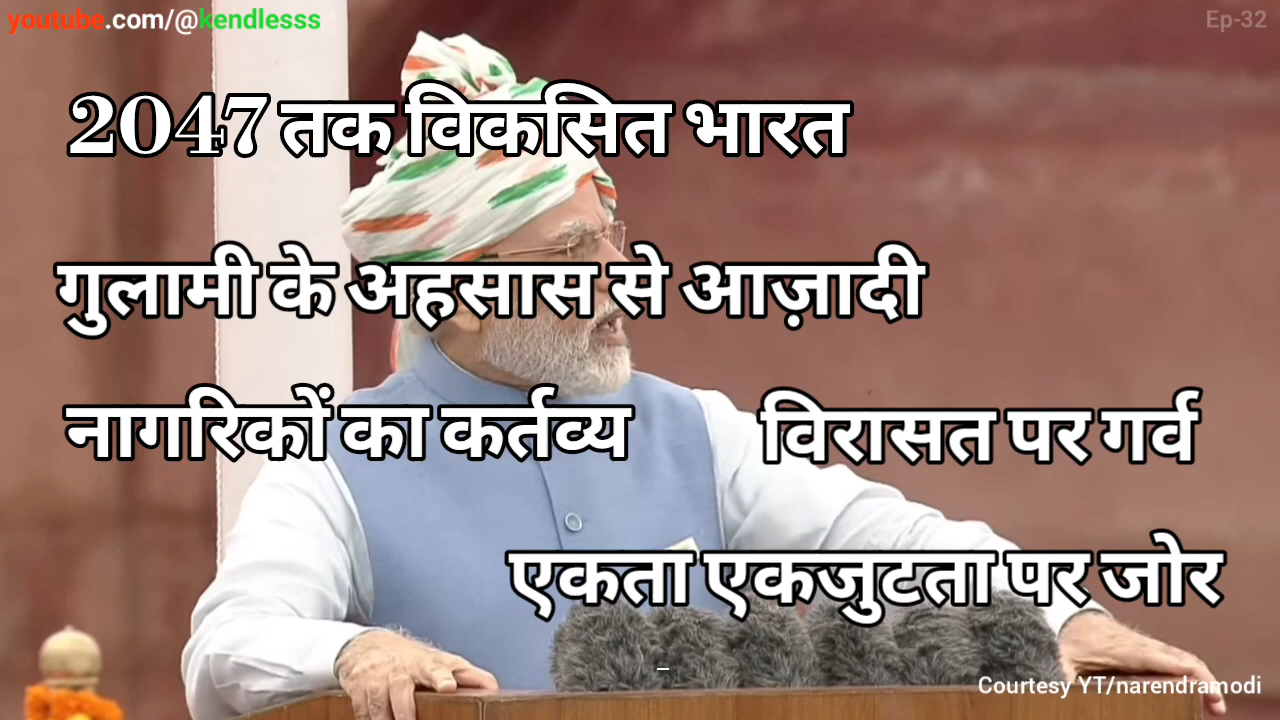 youtube.com/@kendlesss
Ep-32
2047 तक विकसित भारत
गुलामी के अहसास से आज़ादी
नागरिकों का कर्तव्य
विरासत पर गर्व
एकता एकजुटता पर जोर
Courtesy YT/narendramodi